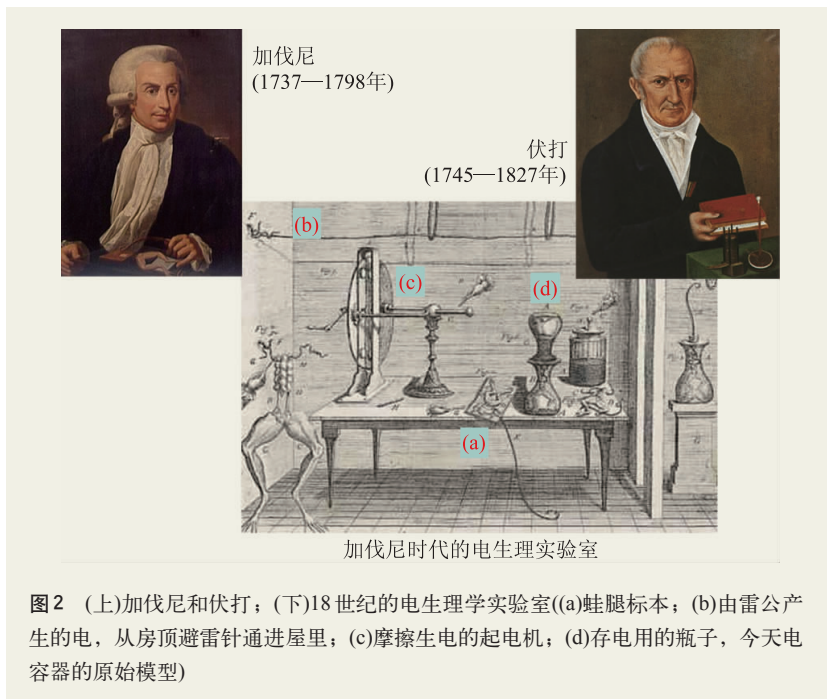 加伐尼
(1737—1798年)
伏打
(1745—1827年)
(b)
(c)
(d)
(a)
加伐尼时代的电生理实验室
图2 (上)加伐尼和伏打；(下)18世纪的电生理学实验室((a)蛙腿标本；(b)由雷公产
生的电，从房顶避雷针通进屋里；(c)摩擦生电的起电机；(d)存电用的瓶子，今天电
容器的原始模型)